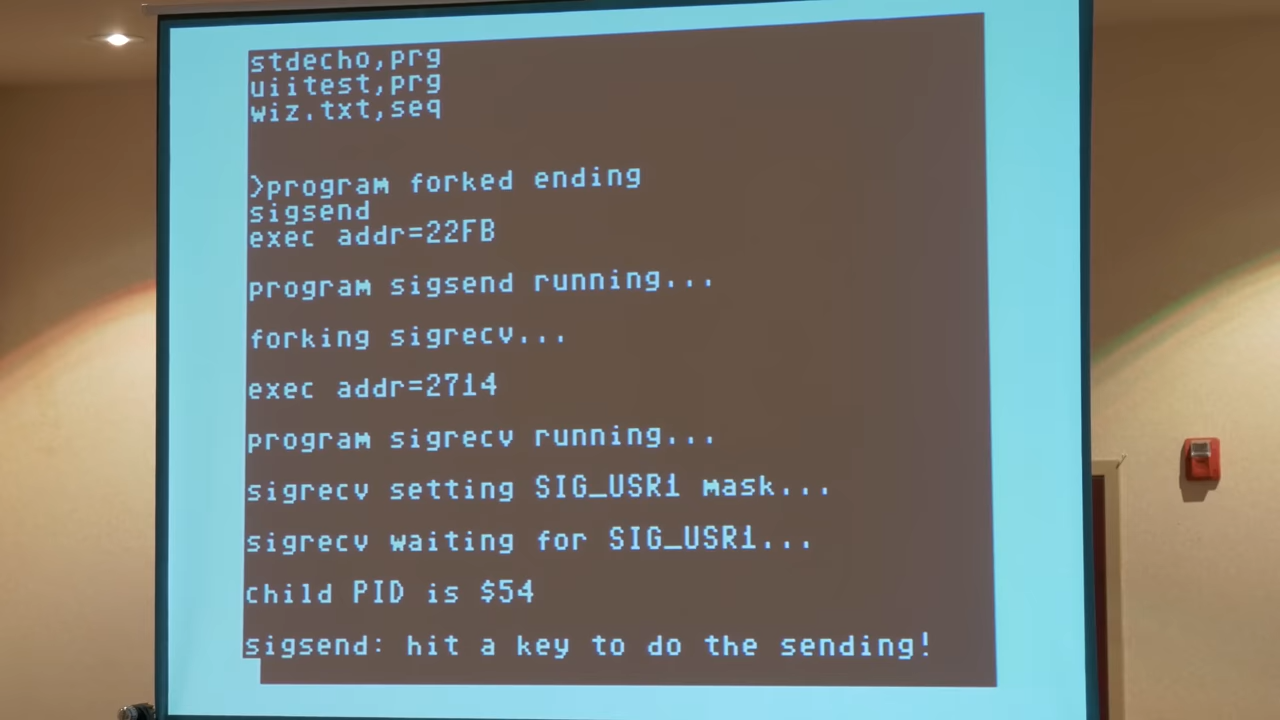 stdecho,prg
uiitest,prg
wiz.txt,seq
>program forked ending
sigsend
exec addr=22FB
program sigsend running...
forking sigrecv...
exec addr=2714
program sigrecv running...
sigrecv setting SIG_USR1 mask...
sigrecv waiting for SIG_USR1...
child PID is $54
sigsend: hit a key to do the sending!